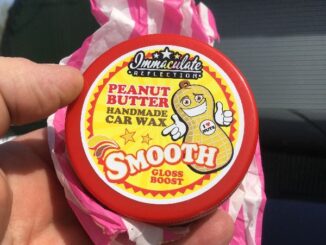 Immaculate
REFLECTION
PEANUT
BUTTER
HANDMADE
CAR WAX
SMOOTH
GLOSS
BOOST